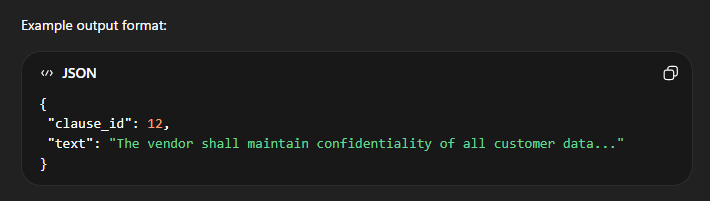 Example output format:
JSON
{
"clause_id": 12,
"text": "The vendor shall maintain confidentiality of all customer data..."
}